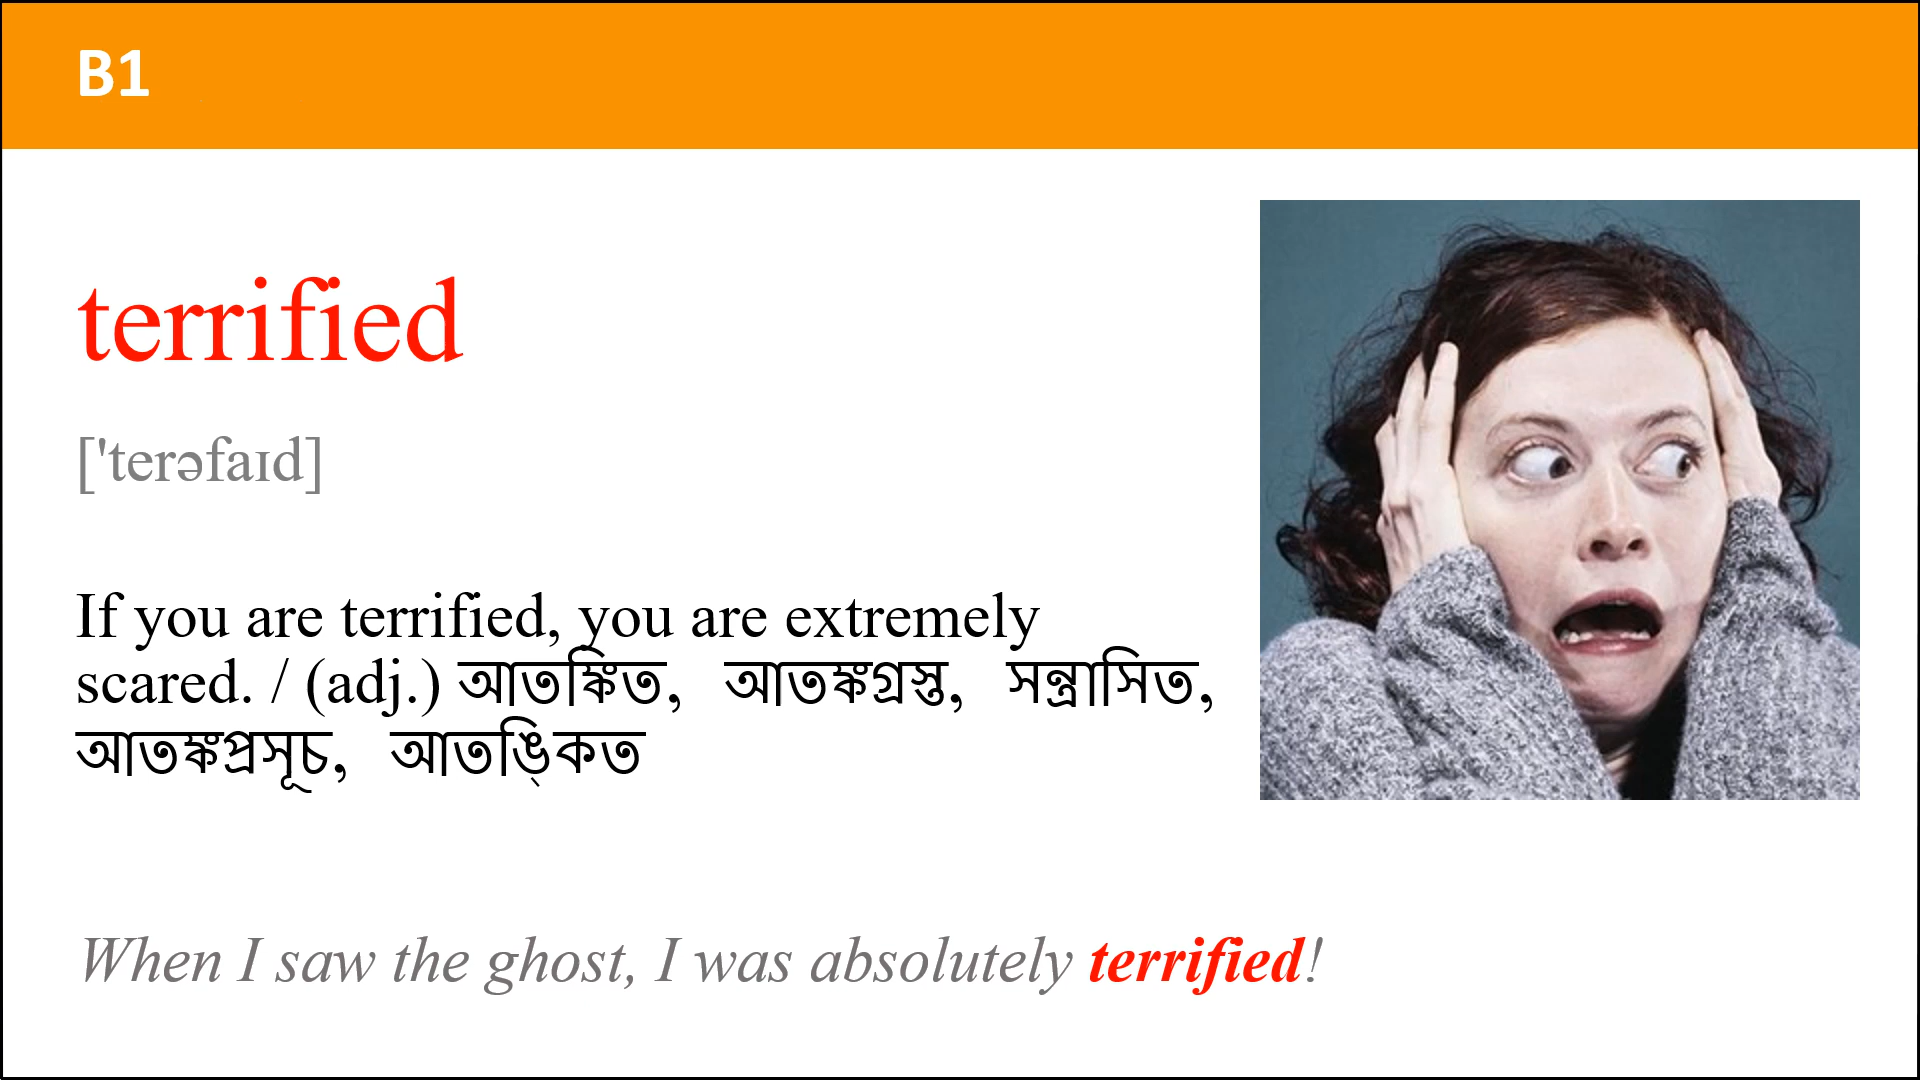 B1
terrified
['terəfaɪd]
If you are terrified, you are extremely
scared. / (adj.) আতঙ্কিত, আতঙ্কগ্রস্ত, সন্ত্রাসিত,
আতঙ্কপ্রসূচ, আতঙি্কত
When I saw the ghost, I was absolutely terrified!